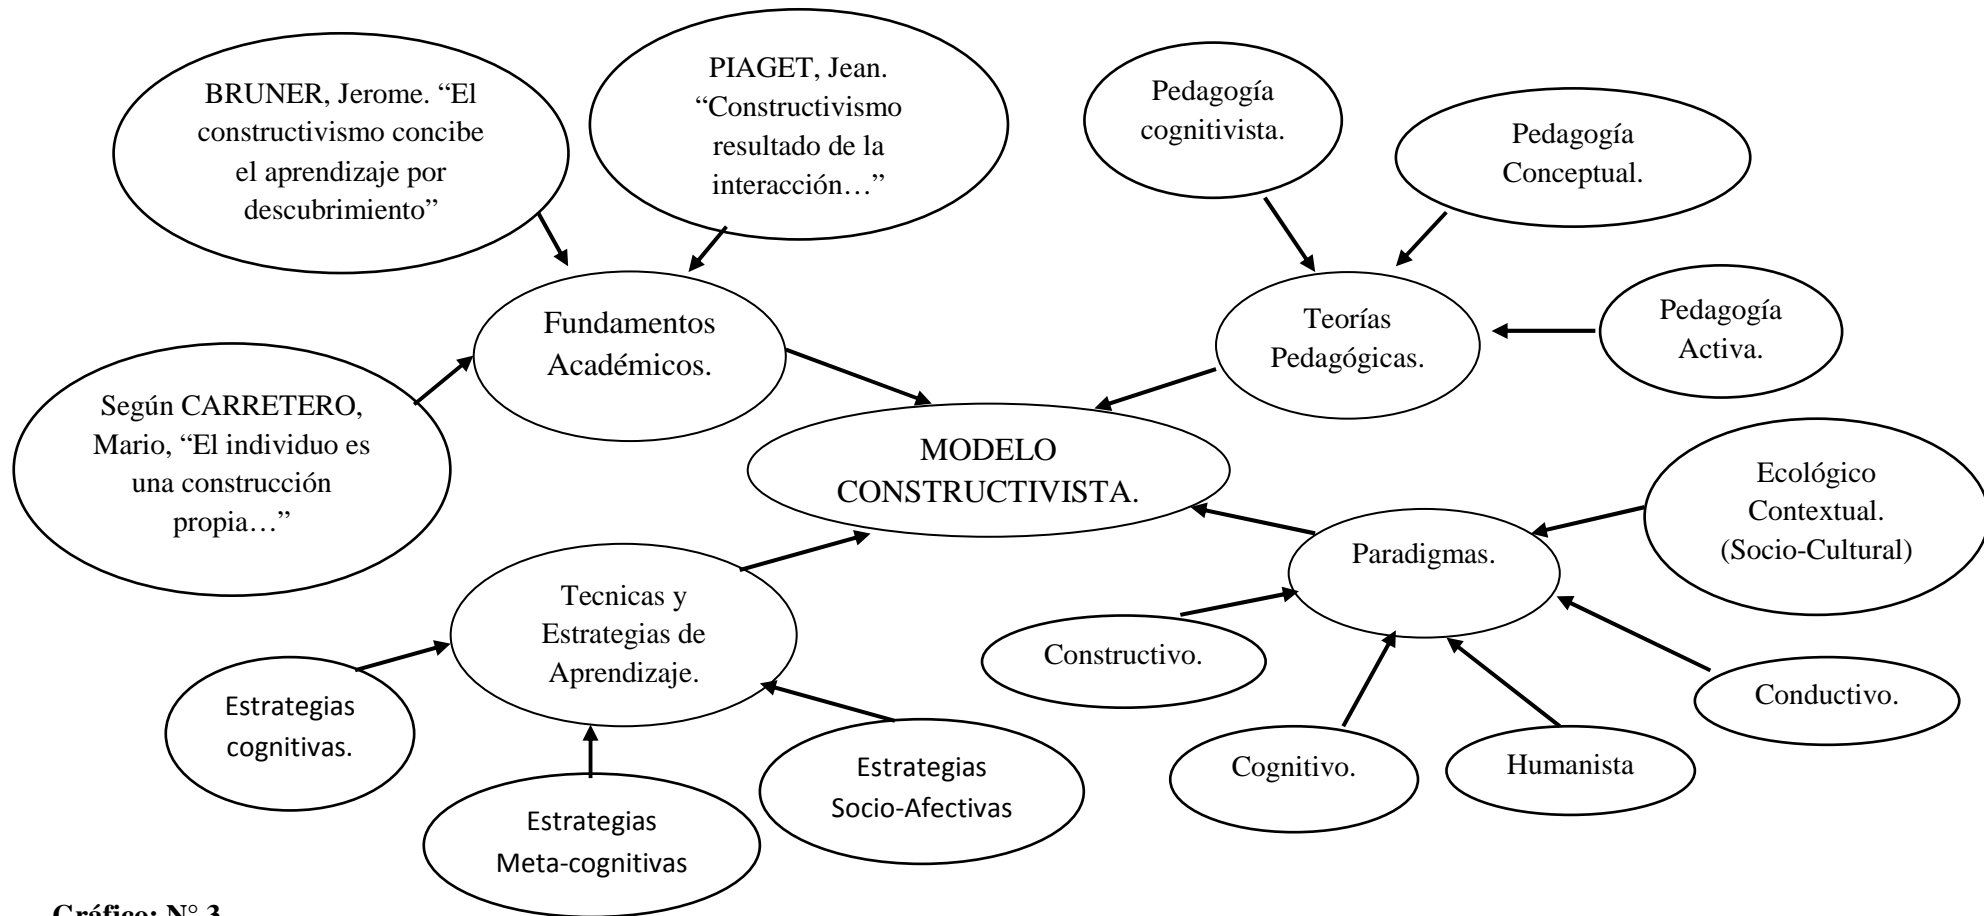 BRUNER, Jerome. “El
constructivismo concibe
el aprendizaje por
descubrimiento”
PIAGET, Jean.
“Constructivismo
resultado de la
interacción…”
Pedagogía
cognitivista.
Pedagogía
Conceptual.
Fundamentos
Académicos.
Teorías
Pedagógicas.
Pedagogía
Activa.
Según CARRETERO,
Mario, “El individuo es
una construcción
propia…”
MODELO
CONSTRUCTIVISTA.
Ecológico
Contextual.
(Socio-Cultural)
Paradigmas.
Tecnicas y
Estrategias de
Aprendizaje.
Constructivo.
Conductivo.
Estrategias
cognitivas.
Cognitivo.
Humanista
Estrategias
Socio-Afectivas
Estrategias
Meta-cognitivas
Gráfico: N° 3